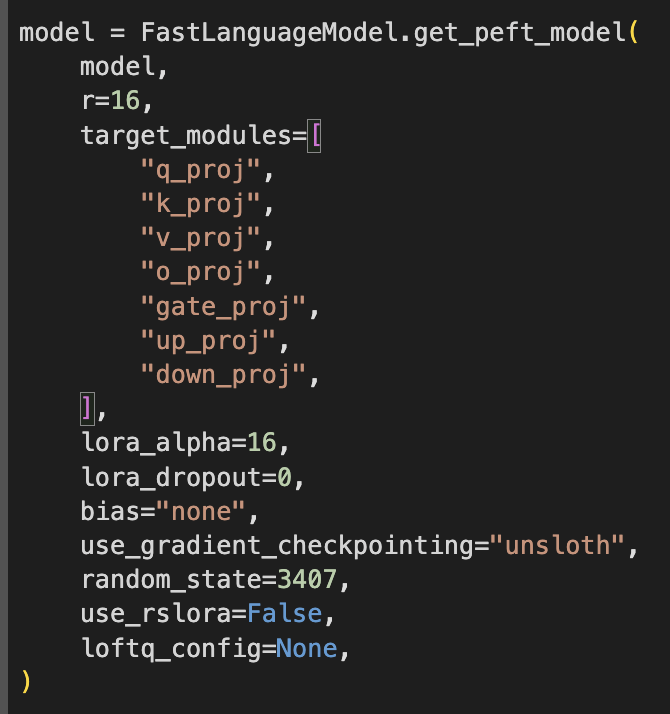 model = FastLanguageModel.get_peft_model(
    model,
    r=16,
    target_modules=[
        "q_proj",
        "k_proj",
        "v_proj",
        "o_proj",
        "gate_proj",
        "up_proj",
        "down_proj",
    ],
    lora_alpha=16,
    lora_dropout=0,
    bias="none",
    use_gradient_checkpointing="unsloth",
    random_state=3407,
    use_rslora=False,
    loftq_config=None,
)